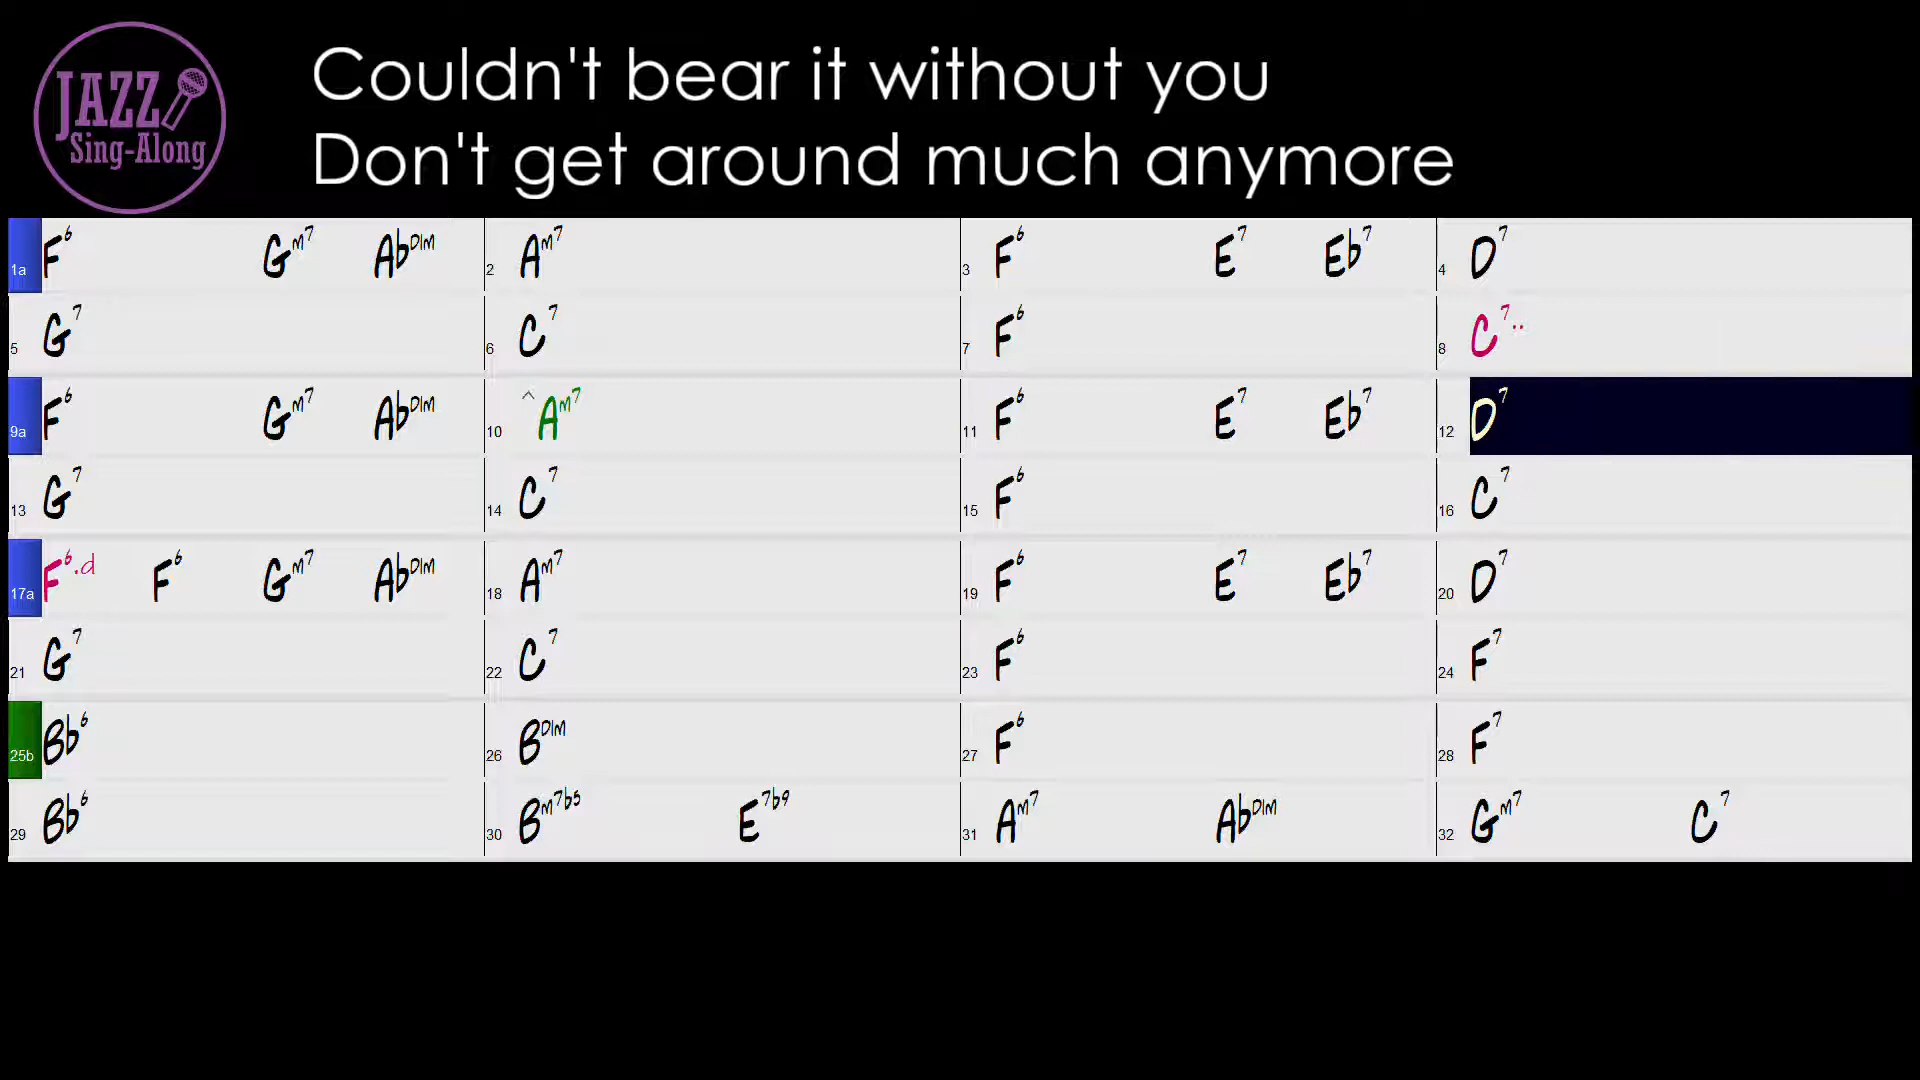 JAZZ
Sing-Along
Couldn't bear it without you
Don't get around much anymore
1a F6 Gm7 AbDIM 2 Am7 3 F6 E7 Eb7 4 D7
5 G7 6 C7 7 F6 8 C7..
9a F6 Gm7 AbDIM 10 ^Am7 11 F6 E7 Eb7 12 D7
13 G7 14 C7 15 F6 16 C7
17a F6.d F6 Gm7 AbDIM 18 Am7 19 F6 E7 Eb7 20 D7
21 G7 22 C7 23 F6 24 F7
25b Bb6 26 BDIM 27 F6 28 F7
29 Bb6 30 Bm7b5 E7b9 31 Am7 AbDIM 32 Gm7 C7